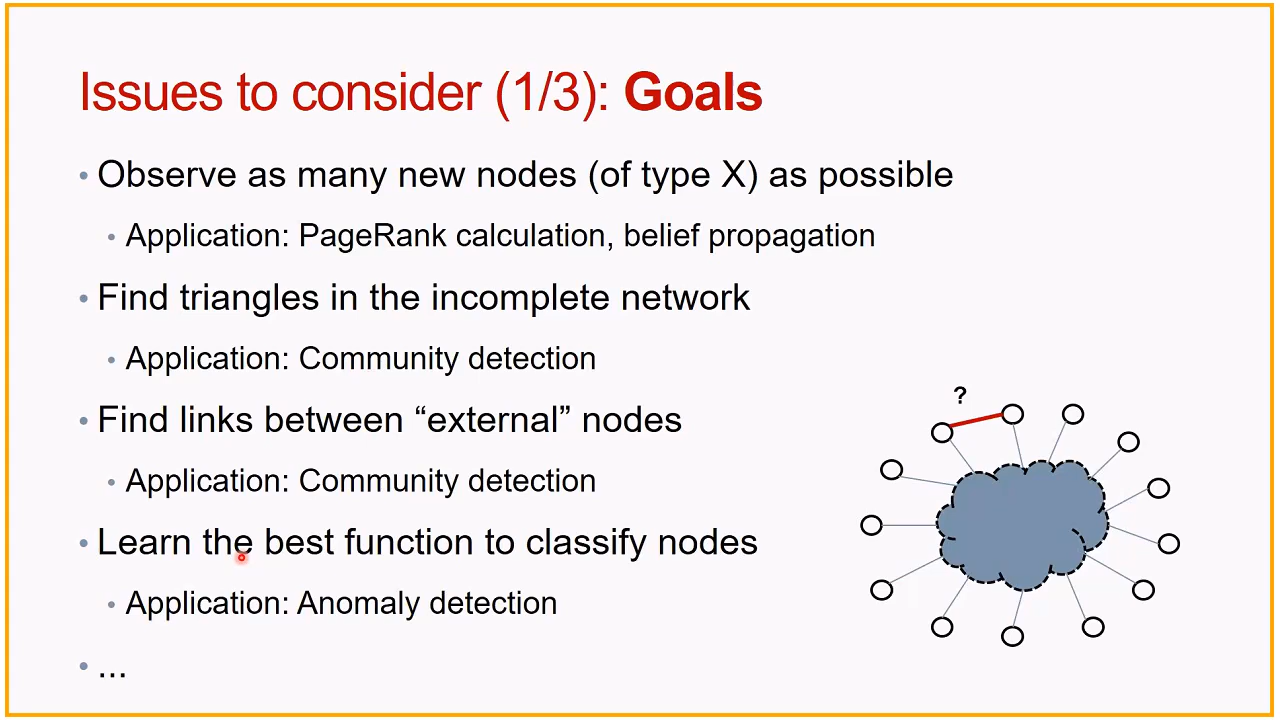 Issues to consider (1/3): Goals
• Observe as many new nodes (of type X) as possible
• Application: PageRank calculation, belief propagation
• Find triangles in the incomplete network
• Application: Community detection
• Find links between “external” nodes
• Application: Community detection
• Learn the best function to classify nodes
• Application: Anomaly detection
• ...
?